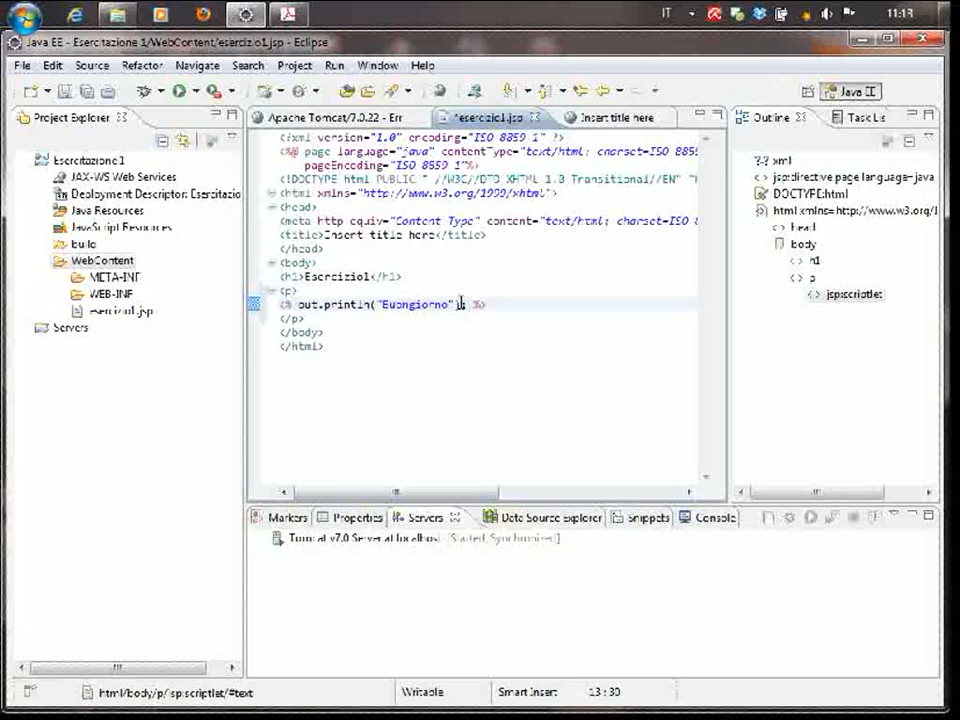 IT
11:13
Java EE - Esercitazione 1/WebContent/esercizio1.jsp - Eclipse
File Edit Source Refactor Navigate Search Project Run Window Help
Java EE
Project Explorer
Esercitazione 1
JAX-WS Web Services
Deployment Descriptor: Esercitazio
Java Resources
JavaScript Resources
build
WebContent
META-INF
WEB-INF
esercizio1.jsp
Servers
Apache Tomcat/7.0.22 - Err
*esercizio1.jsp
Insert title here
<?xml version="1.0" encoding="ISO 8859 1" ?>
<%@ page language="java" contentType="text/html; charset=ISO 8859
pageEncoding="ISO 8859 1"%>
<!DOCTYPE html PUBLIC " //W3C//DTD XHTML 1.0 Transitional//EN" "h
<html xmlns="http://www.w3.org/1999/xhtml">
<head>
<meta http equiv="Content Type" content="text/html; charset=ISO 8
<title>Insert title here</title>
</head>
<body>
<h1>Esercizio1</h1>
<p>
<% out.println("Buongiorno"); %>
</p>
</body>
</html>
Outline
Task Lis
xml
jsp:directive.page language=java
DOCTYPE:html
html xmlns=http://www.w3.org/1
head
body
h1
p
jsp:scriptlet
Markers Properties Servers Data Source Explorer Snippets Console
Tomcat v7.0 Server at localhost [Started, Synchronized]
html/body/p/jsp:scriptlet/#text
Writable
Smart Insert
13 : 30